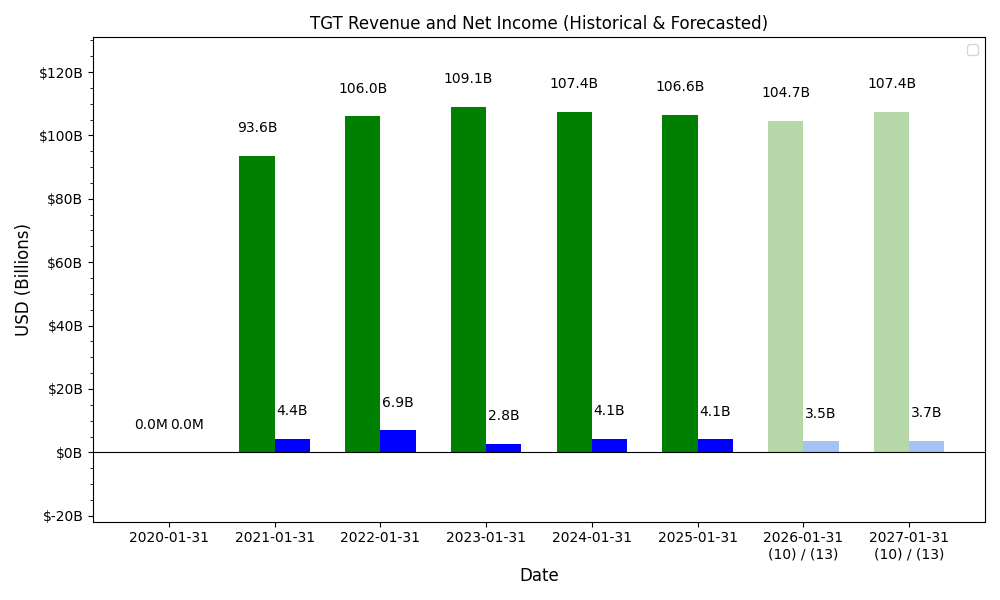 TGT Revenue and Net Income (Historical & Forecasted)
USD (Billions)
$120B
$100B
$80B
$60B
$40B
$20B
$0B
$-20B
0.0M 0.0M
93.6B
4.4B
106.0B
6.9B
109.1B
2.8B
107.4B
4.1B
106.6B
4.1B
104.7B
3.5B
107.4B
3.7B
2020-01-31 2021-01-31 2022-01-31 2023-01-31 2024-01-31 2025-01-31 2026-01-31 2027-01-31
(10) / (13) (10) / (13)
Date